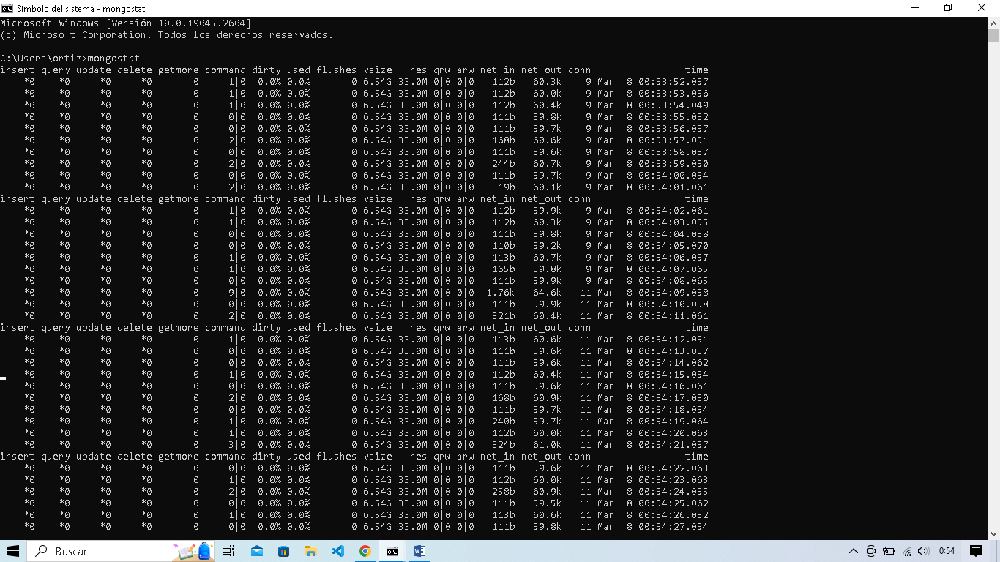 Símbolo del sistema - mongostat
Microsoft Windows [Versión 10.0.19045.2604]
(c) Microsoft Corporation. Todos los derechos reservados.
C:\Users\ortiz>mongostat
insert query update delete getmore command dirty used flushes vsize res qrw arw net_in net_out conn time
*0 *0 *0 *0 0 1|0 0.0% 0.0% 0 6.54G 33.0M 0|0 0|0 112b 60.3k 9 Mar 8 00:53:52.057
*0 *0 *0 *0 0 1|0 0.0% 0.0% 0 6.54G 33.0M 0|0 0|0 112b 60.0k 9 Mar 8 00:53:53.056
*0 *0 *0 *0 0 1|0 0.0% 0.0% 0 6.54G 33.0M 0|0 0|0 112b 60.4k 9 Mar 8 00:53:54.049
*0 *0 *0 *0 0 0|0 0.0% 0.0% 0 6.54G 33.0M 0|0 0|0 111b 59.8k 9 Mar 8 00:53:55.052
*0 *0 *0 *0 0 0|0 0.0% 0.0% 0 6.54G 33.0M 0|0 0|0 111b 59.7k 9 Mar 8 00:53:56.057
*0 *0 *0 *0 0 2|0 0.0% 0.0% 0 6.54G 33.0M 0|0 0|0 168b 60.6k 9 Mar 8 00:53:57.051
*0 *0 *0 *0 0 0|0 0.0% 0.0% 0 6.54G 33.0M 0|0 0|0 111b 59.6k 9 Mar 8 00:53:58.057
*0 *0 *0 *0 0 2|0 0.0% 0.0% 0 6.54G 33.0M 0|0 0|0 244b 60.7k 9 Mar 8 00:53:59.050
*0 *0 *0 *0 0 0|0 0.0% 0.0% 0 6.54G 33.0M 0|0 0|0 111b 59.7k 9 Mar 8 00:54:00.054
*0 *0 *0 *0 0 2|0 0.0% 0.0% 0 6.54G 33.0M 0|0 0|0 319b 60.1k 9 Mar 8 00:54:01.061
insert query update delete getmore command dirty used flushes vsize res qrw arw net_in net_out conn time
*0 *0 *0 *0 0 1|0 0.0% 0.0% 0 6.54G 33.0M 0|0 0|0 112b 59.9k 9 Mar 8 00:54:02.061
*0 *0 *0 *0 0 1|0 0.0% 0.0% 0 6.54G 33.0M 0|0 0|0 112b 60.3k 9 Mar 8 00:54:03.055
*0 *0 *0 *0 0 0|0 0.0% 0.0% 0 6.54G 33.0M 0|0 0|0 111b 59.8k 9 Mar 8 00:54:04.058
*0 *0 *0 *0 0 0|0 0.0% 0.0% 0 6.54G 33.0M 0|0 0|0 110b 59.2k 9 Mar 8 00:54:05.070
*0 *0 *0 *0 0 1|0 0.0% 0.0% 0 6.54G 33.0M 0|0 0|0 113b 60.7k 9 Mar 8 00:54:06.057
*0 *0 *0 *0 0 1|0 0.0% 0.0% 0 6.54G 33.0M 0|0 0|0 165b 59.8k 9 Mar 8 00:54:07.065
*0 *0 *0 *0 0 0|0 0.0% 0.0% 0 6.54G 33.0M 0|0 0|0 111b 59.9k 9 Mar 8 00:54:08.065
*0 *0 *0 *0 0 9|0 0.0% 0.0% 0 6.54G 33.0M 0|0 0|0 1.76k 64.6k 11 Mar 8 00:54:09.058
*0 *0 *0 *0 0 0|0 0.0% 0.0% 0 6.54G 33.0M 0|0 0|0 111b 59.9k 11 Mar 8 00:54:10.058
*0 *0 *0 *0 0 2|0 0.0% 0.0% 0 6.54G 33.0M 0|0 0|0 321b 60.4k 11 Mar 8 00:54:11.061
insert query update delete getmore command dirty used flushes vsize res qrw arw net_in net_out conn time
*0 *0 *0 *0 0 1|0 0.0% 0.0% 0 6.54G 33.0M 0|0 0|0 113b 60.6k 11 Mar 8 00:54:12.051
*0 *0 *0 *0 0 0|0 0.0% 0.0% 0 6.54G 33.0M 0|0 0|0 111b 59.6k 11 Mar 8 00:54:13.057
*0 *0 *0 *0 0 0|0 0.0% 0.0% 0 6.54G 33.0M 0|0 0|0 111b 59.6k 11 Mar 8 00:54:14.062
*0 *0 *0 *0 0 1|0 0.0% 0.0% 0 6.54G 33.0M 0|0 0|0 112b 60.4k 11 Mar 8 00:54:15.054
*0 *0 *0 *0 0 0|0 0.0% 0.0% 0 6.54G 33.0M 0|0 0|0 111b 59.6k 11 Mar 8 00:54:16.061
*0 *0 *0 *0 0 2|0 0.0% 0.0% 0 6.54G 33.0M 0|0 0|0 168b 60.9k 11 Mar 8 00:54:17.050
*0 *0 *0 *0 0 0|0 0.0% 0.0% 0 6.54G 33.0M 0|0 0|0 111b 59.7k 11 Mar 8 00:54:18.054
*0 *0 *0 *0 0 1|0 0.0% 0.0% 0 6.54G 33.0M 0|0 0|0 240b 59.7k 11 Mar 8 00:54:19.064
*0 *0 *0 *0 0 1|0 0.0% 0.0% 0 6.54G 33.0M 0|0 0|0 112b 60.0k 11 Mar 8 00:54:20.063
*0 *0 *0 *0 0 3|0 0.0% 0.0% 0 6.54G 33.0M 0|0 0|0 324b 61.0k 11 Mar 8 00:54:21.057
insert query update delete getmore command dirty used flushes vsize res qrw arw net_in net_out conn time
*0 *0 *0 *0 0 0|0 0.0% 0.0% 0 6.54G 33.0M 0|0 0|0 111b 59.6k 11 Mar 8 00:54:22.063
*0 *0 *0 *0 0 1|0 0.0% 0.0% 0 6.54G 33.0M 0|0 0|0 112b 60.0k 11 Mar 8 00:54:23.063
*0 *0 *0 *0 0 2|0 0.0% 0.0% 0 6.54G 33.0M 0|0 0|0 258b 60.9k 11 Mar 8 00:54:24.055
*0 *0 *0 *0 0 0|0 0.0% 0.0% 0 6.54G 33.0M 0|0 0|0 111b 59.5k 11 Mar 8 00:54:25.062
*0 *0 *0 *0 0 1|0 0.0% 0.0% 0 6.54G 33.0M 0|0 0|0 113b 60.6k 11 Mar 8 00:54:26.052
*0 *0 *0 *0 0 0|0 0.0% 0.0% 0 6.54G 33.0M 0|0 0|0 111b 59.8k 11 Mar 8 00:54:27.054
Buscar
0:54